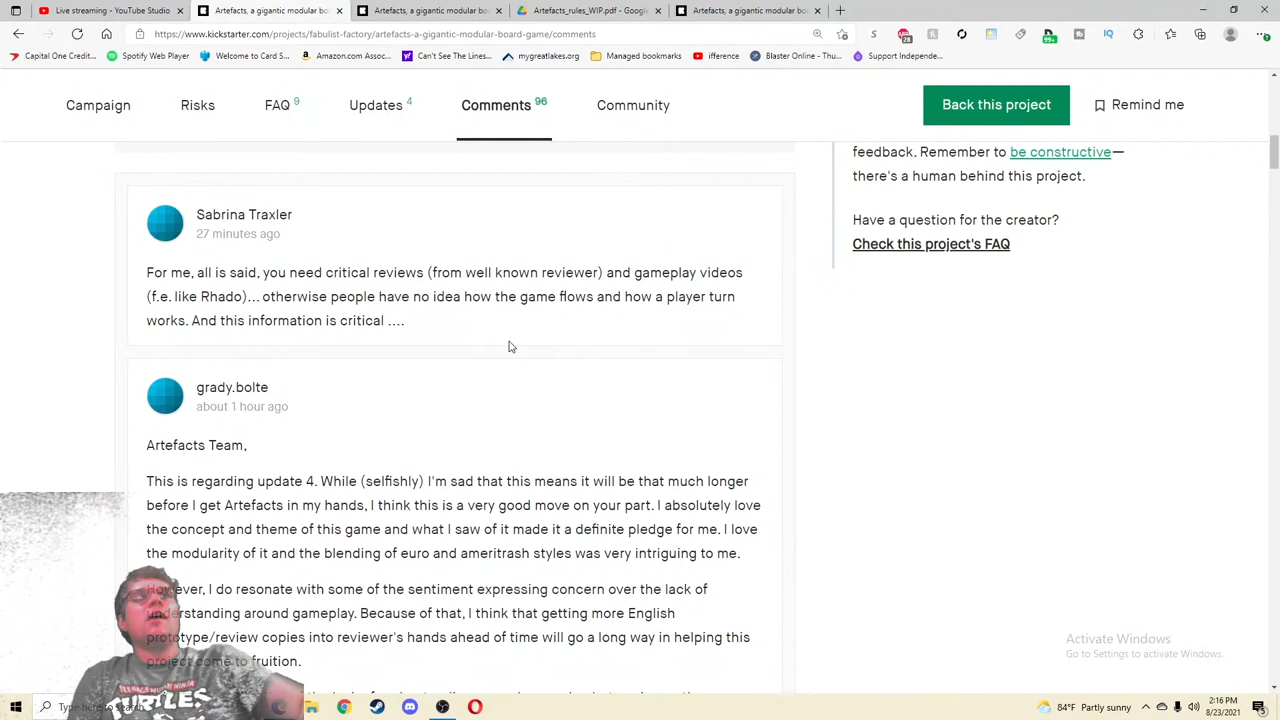 Live streaming - YouTube Studio
Artefacts, a gigantic modular bo
Artefacts, a gigantic modular bo
Artefacts_rules_WIP.pdf - Google
Artefacts, a gigantic modular bo
https://www.kickstarter.com/projects/fabulist-factory/artefacts-a-gigantic-modular-board-game/comments
Capital One Credit...
Spotify Web Player
Welcome to Card S...
Amazon.com Assoc...
Can't See The Lines...
mygreatlakes.org
Managed bookmarks
ifference
Blaster Online - Thu...
Support Independe...
Campaign
Risks
FAQ 9
Updates 4
Comments 96
Community
Back this project
Remind me
feedback. Remember to be constructive—
there's a human behind this project.
Have a question for the creator?
Check this project's FAQ
Sabrina Traxler
27 minutes ago
For me, all is said, you need critical reviews (from well known reviewer) and gameplay videos
(f.e. like Rhado)... otherwise people have no idea how the game flows and how a player turn
works. And this information is critical ....
grady.bolte
about 1 hour ago
Artefacts Team,
This is regarding update 4. While (selfishly) I'm sad that this means it will be that much longer
before I get Artefacts in my hands, I think this is a very good move on your part. I absolutely love
the concept and theme of this game and what I saw of it made it a definite pledge for me. I love
the modularity of it and the blending of euro and ameritrash styles was very intriguing to me.
However, I do resonate with some of the sentiment expressing concern over the lack of
understanding around gameplay. Because of that, I think that getting more English
prototype/review copies into reviewer's hands ahead of time will go a long way in helping this
project come to fruition.
TURTLES
Activate Windows
Go to Settings to activate Windows.
Type here to search
84°F Partly sunny
2:16 PM
8/23/2021